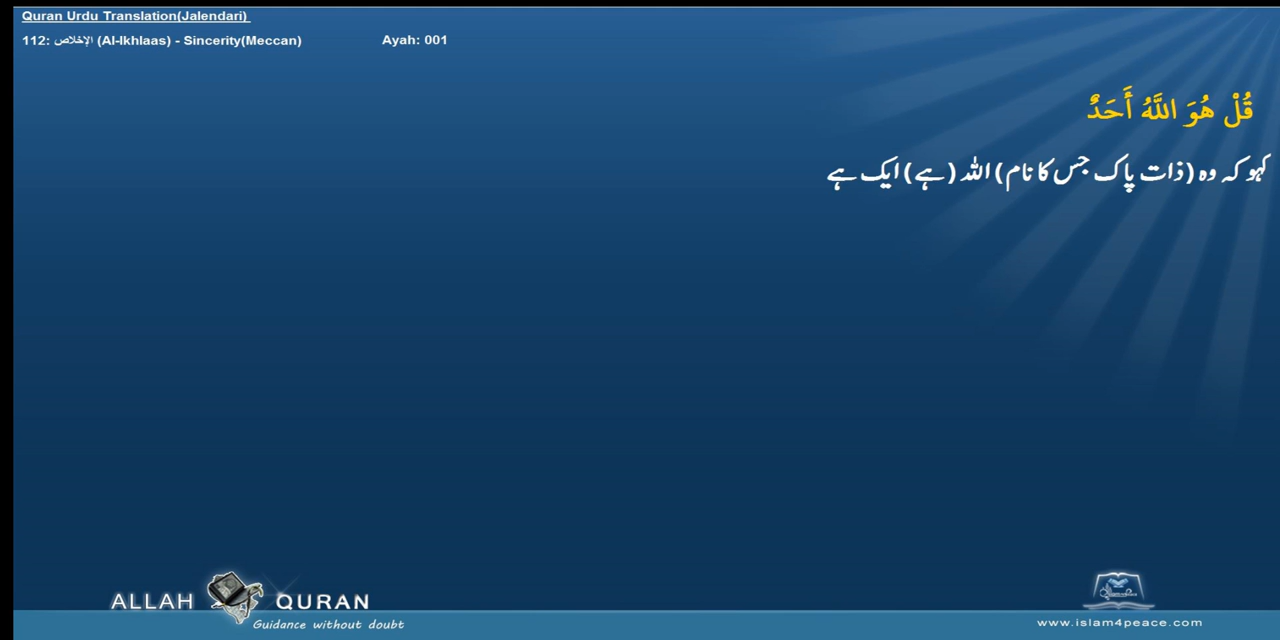 Quran Urdu Translation(Jalendari)
112: الإخلاص (Al-Ikhlaas) - Sincerity(Meccan) Ayah: 001
قُلْ هُوَ اللَّهُ أَحَدٌ
کہو کہ وہ (ذات پاک جس کا نام) الله (ہے) ایک ہے
ALLAH QURAN
Guidance without doubt
www.islam4peace.com